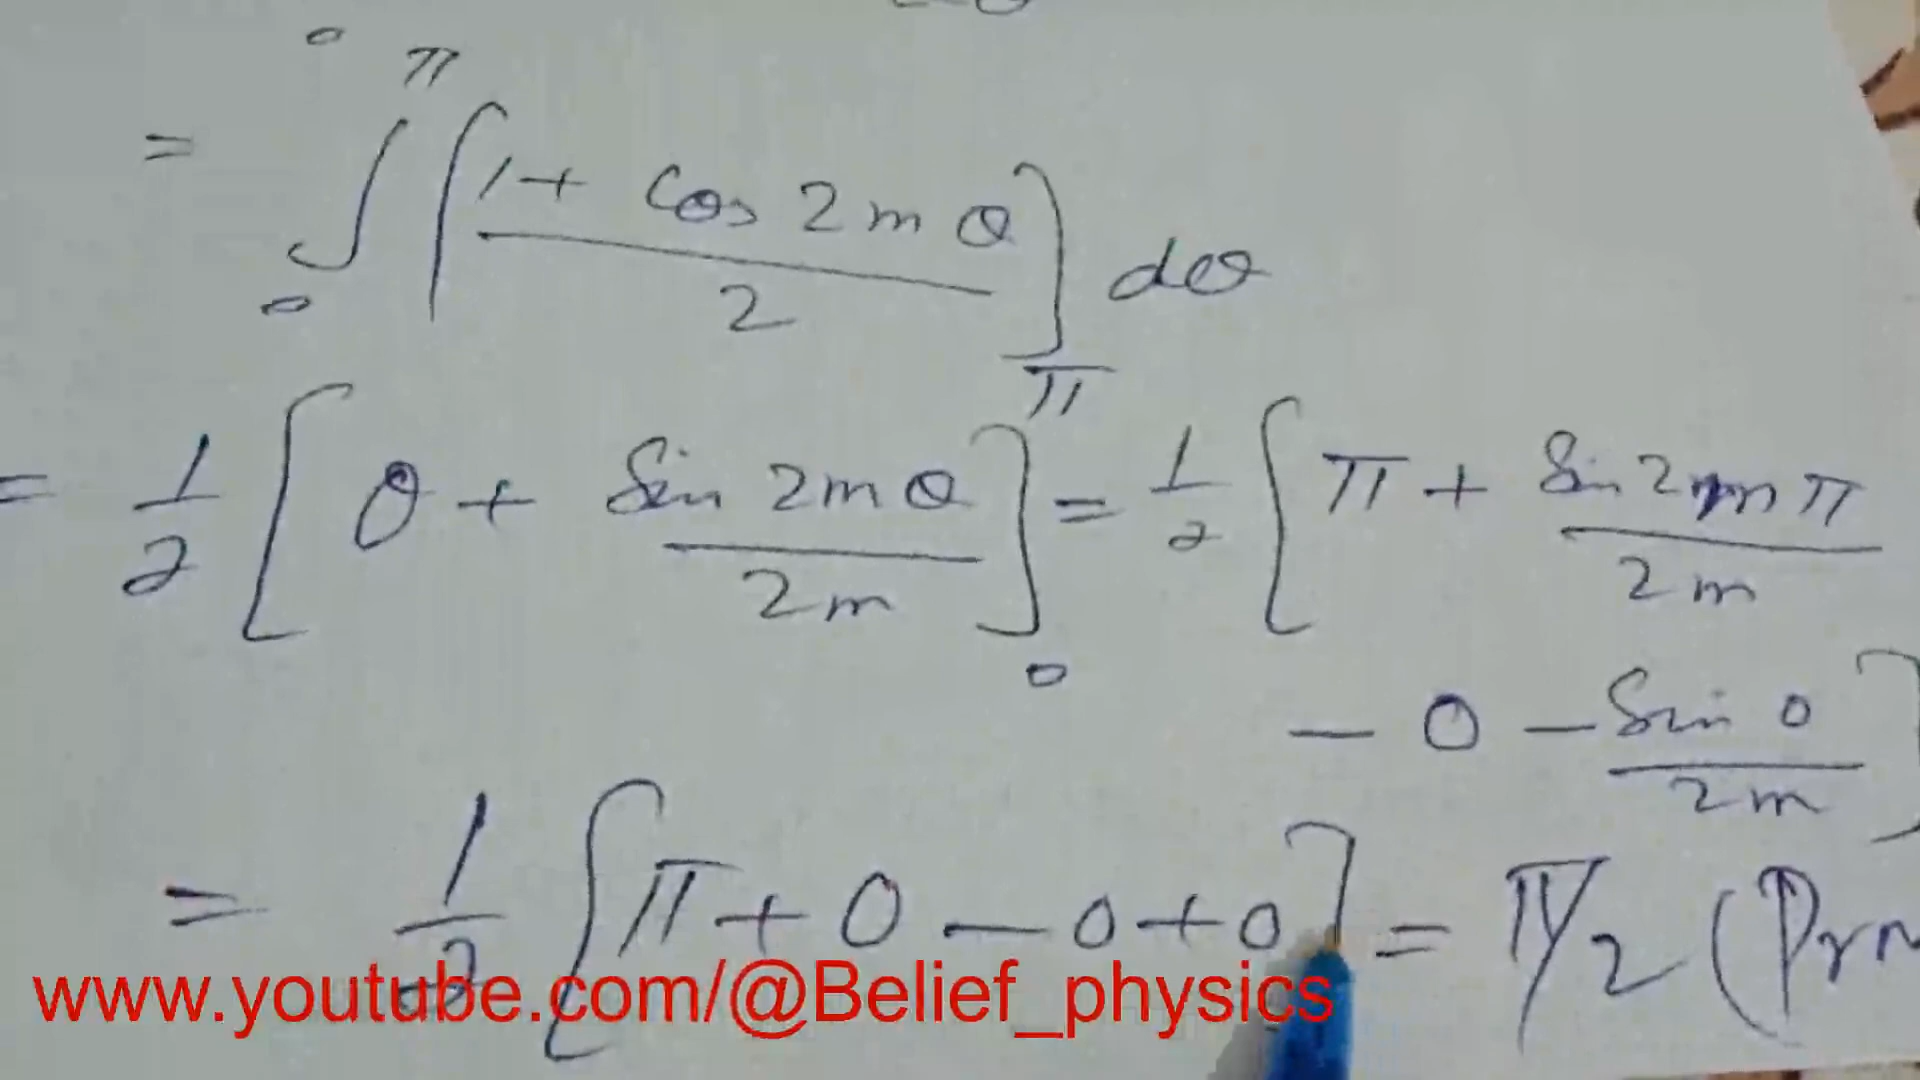 = ∫₀^π [(1 + cos 2mθ)/2] dθ
= 1/2 [θ + Sin 2mθ/2m]₀^π = 1/2 [π + Sin 2mπ/2m
- 0 - Sin 0/2m]
= 1/2 [π + 0 - 0 + 0] = π/2 (Pr
www.youtube.com/@Belief_physics